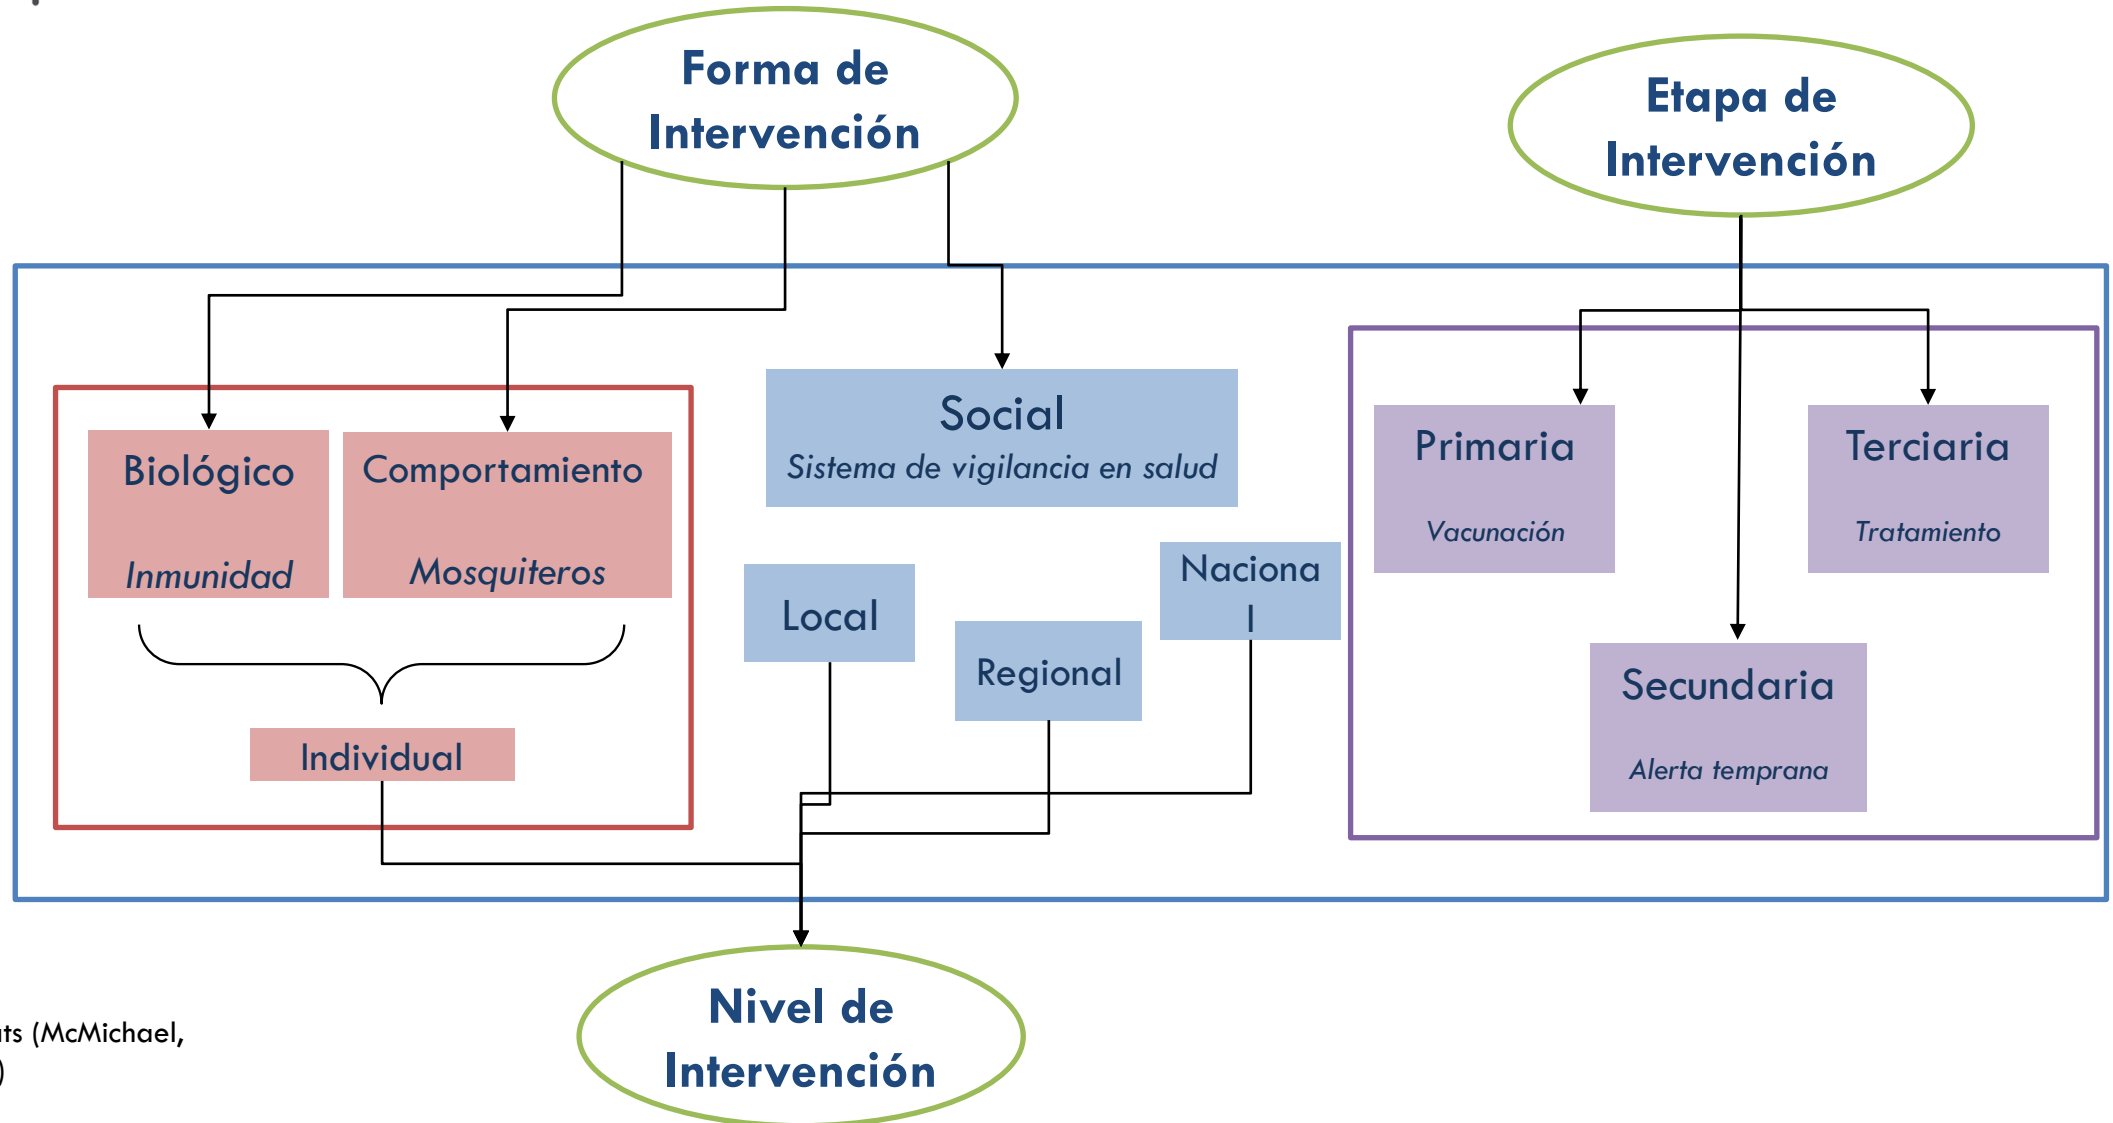 Forma de
Intervención
Etapa de
Intervención
Biológico
Inmunidad
Comportamiento
Mosquiteros
Individual
Social
Sistema de vigilancia en salud
Local
Regional
Naciona
l
Primaria
Vacunación
Terciaria
Tratamiento
Secundaria
Alerta temprana
Nivel de
Intervención
(McMichael,
)